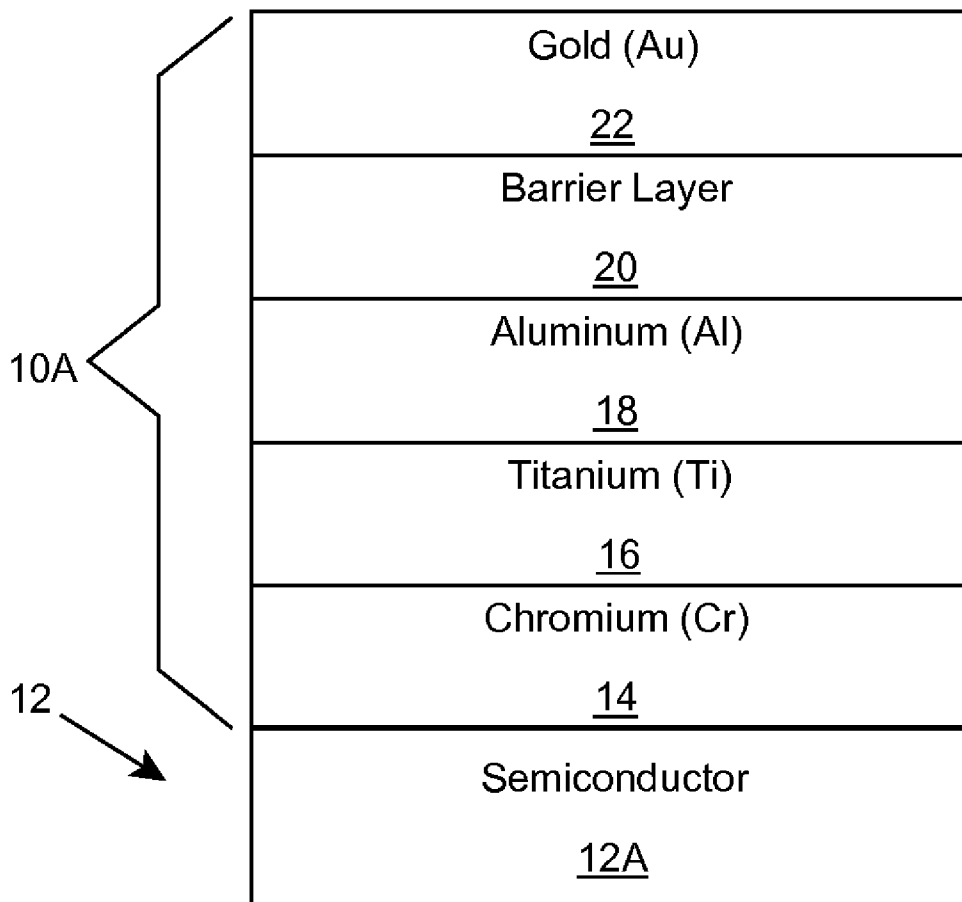 Gold (Au)
22
Barrier Layer
20
Aluminum (Al)
18
10A
Titanium (Ti)
16
Chromium (Cr)
14
12
Semiconductor
12A